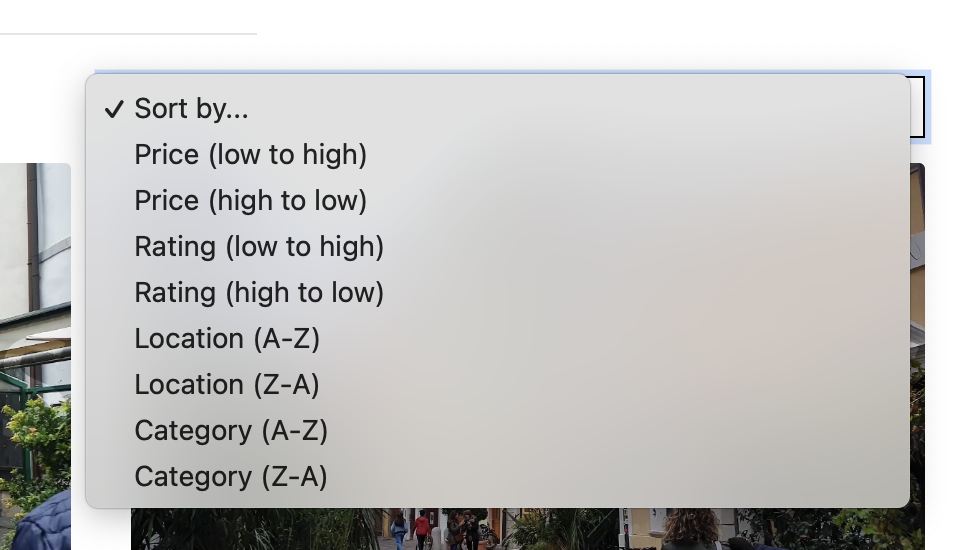 Sort by...
Price (low to high)
Price (high to low)
Rating (low to high)
Rating (high to low)
Location (A-Z)
Location (Z-A)
Category (A-Z)
Category (Z-A)